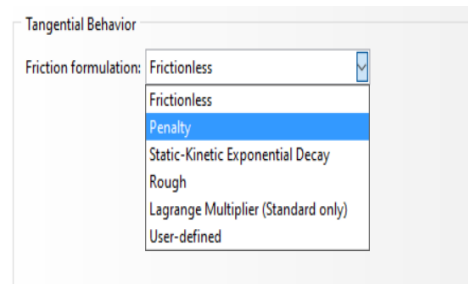 Tangential Behavior
Friction formulation: Frictionless
Frictionless
Penalty
Static-Kinetic Exponential Decay
Rough
Lagrange Multiplier (Standard only)
User-defined